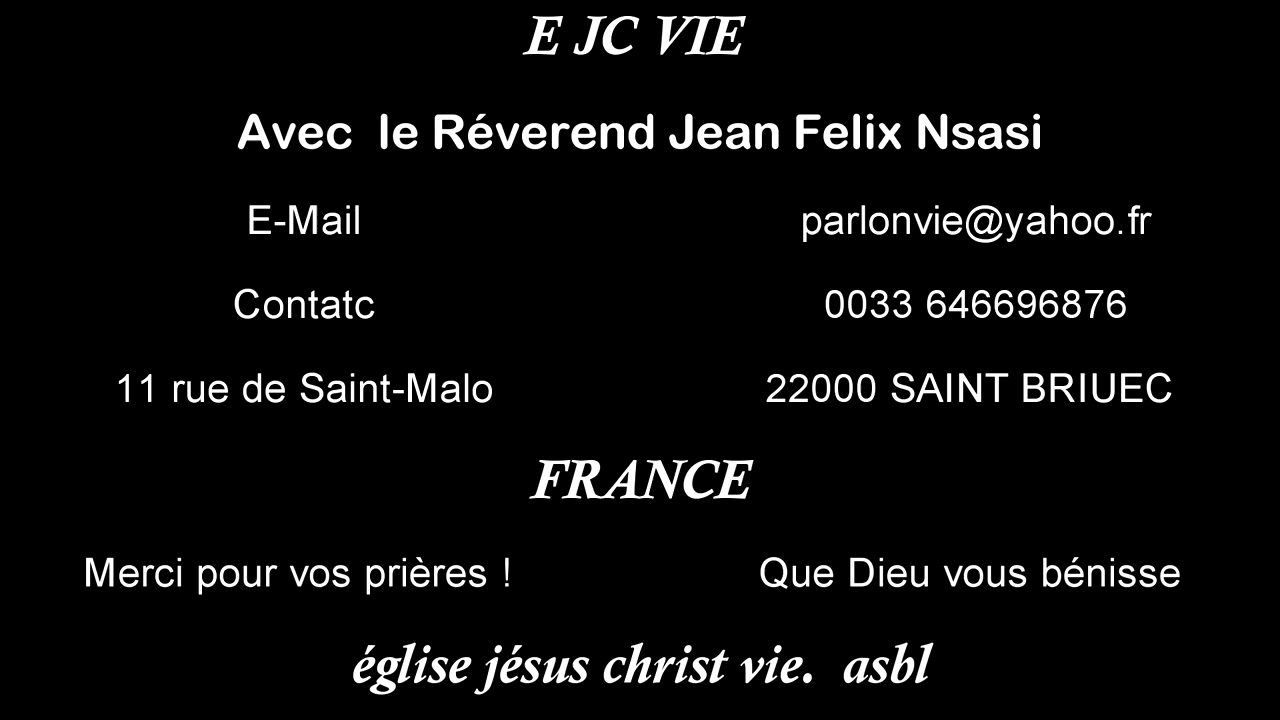 E JC VIE
Avec le Réverend Jean Felix Nsasi
E-Mail parlonvie@yahoo.fr
Contatc 0033 646696876
11 rue de Saint-Malo 22000 SAINT BRIUEC
FRANCE
Merci pour vos prières ! Que Dieu vous bénisse
église jésus christ vie. asbl